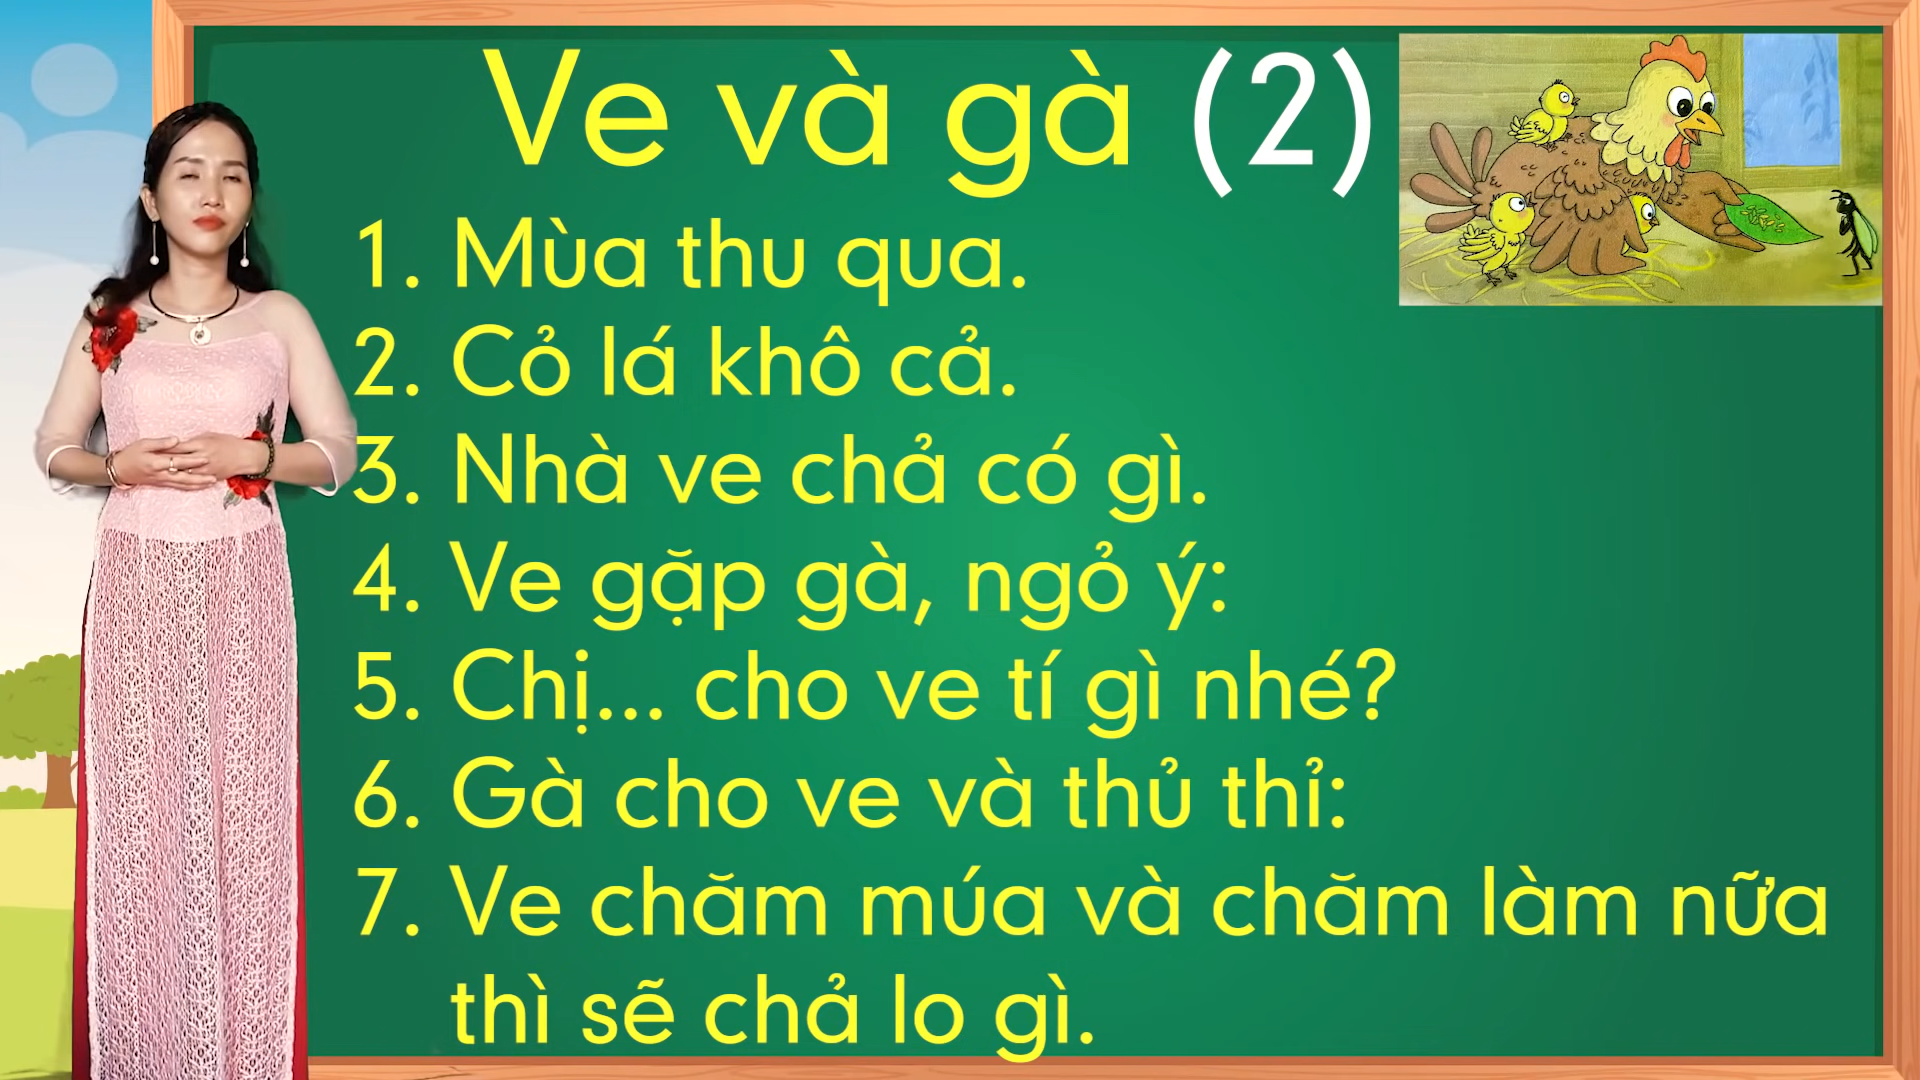 Ve và gà (2)
1. Mùa thu qua.
2. Cỏ lá khô cả.
3. Nhà ve chả có gì.
4. Ve gặp gà, ngỏ ý:
5. Chị... cho ve tí gì nhé?
6. Gà cho ve và thủ thỉ:
7. Ve chăm múa và chăm làm nữa
thì sẽ chả lo gì.